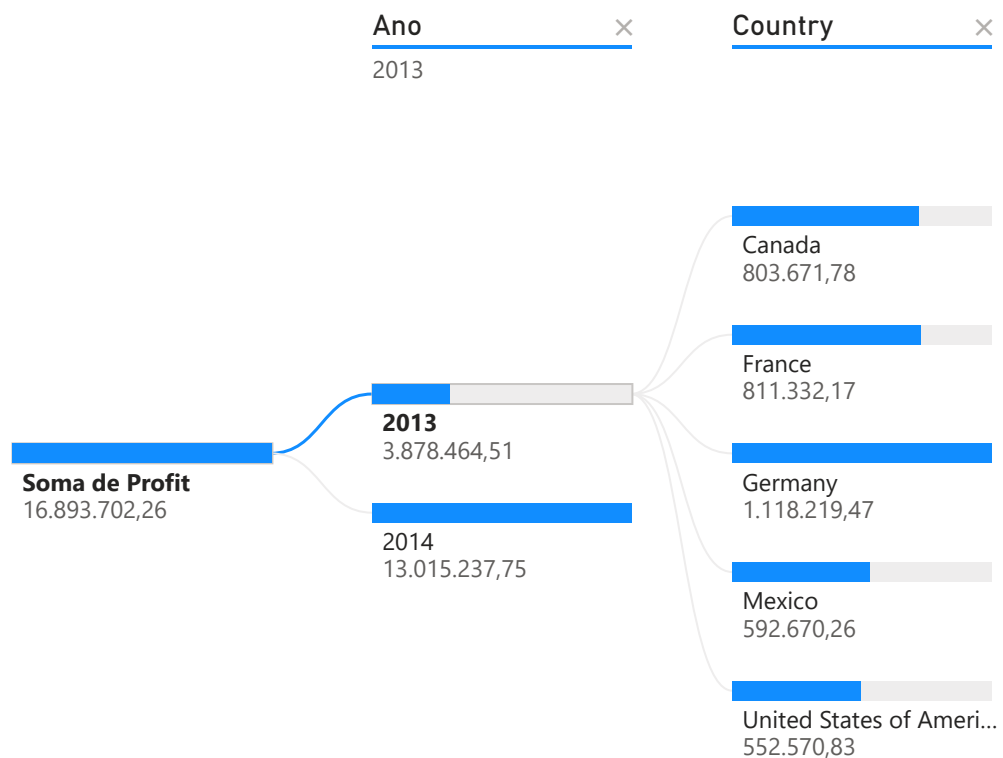 Ano
2013
Country
Canada
803.671,78
France
811.332,17
2013
3.878.464,51
Soma de Profit
16.893.702,26
Germany
1.118.219,47
2014
13.015.237,75
Mexico
592.670,26
United States of Ameri...
552.570,83